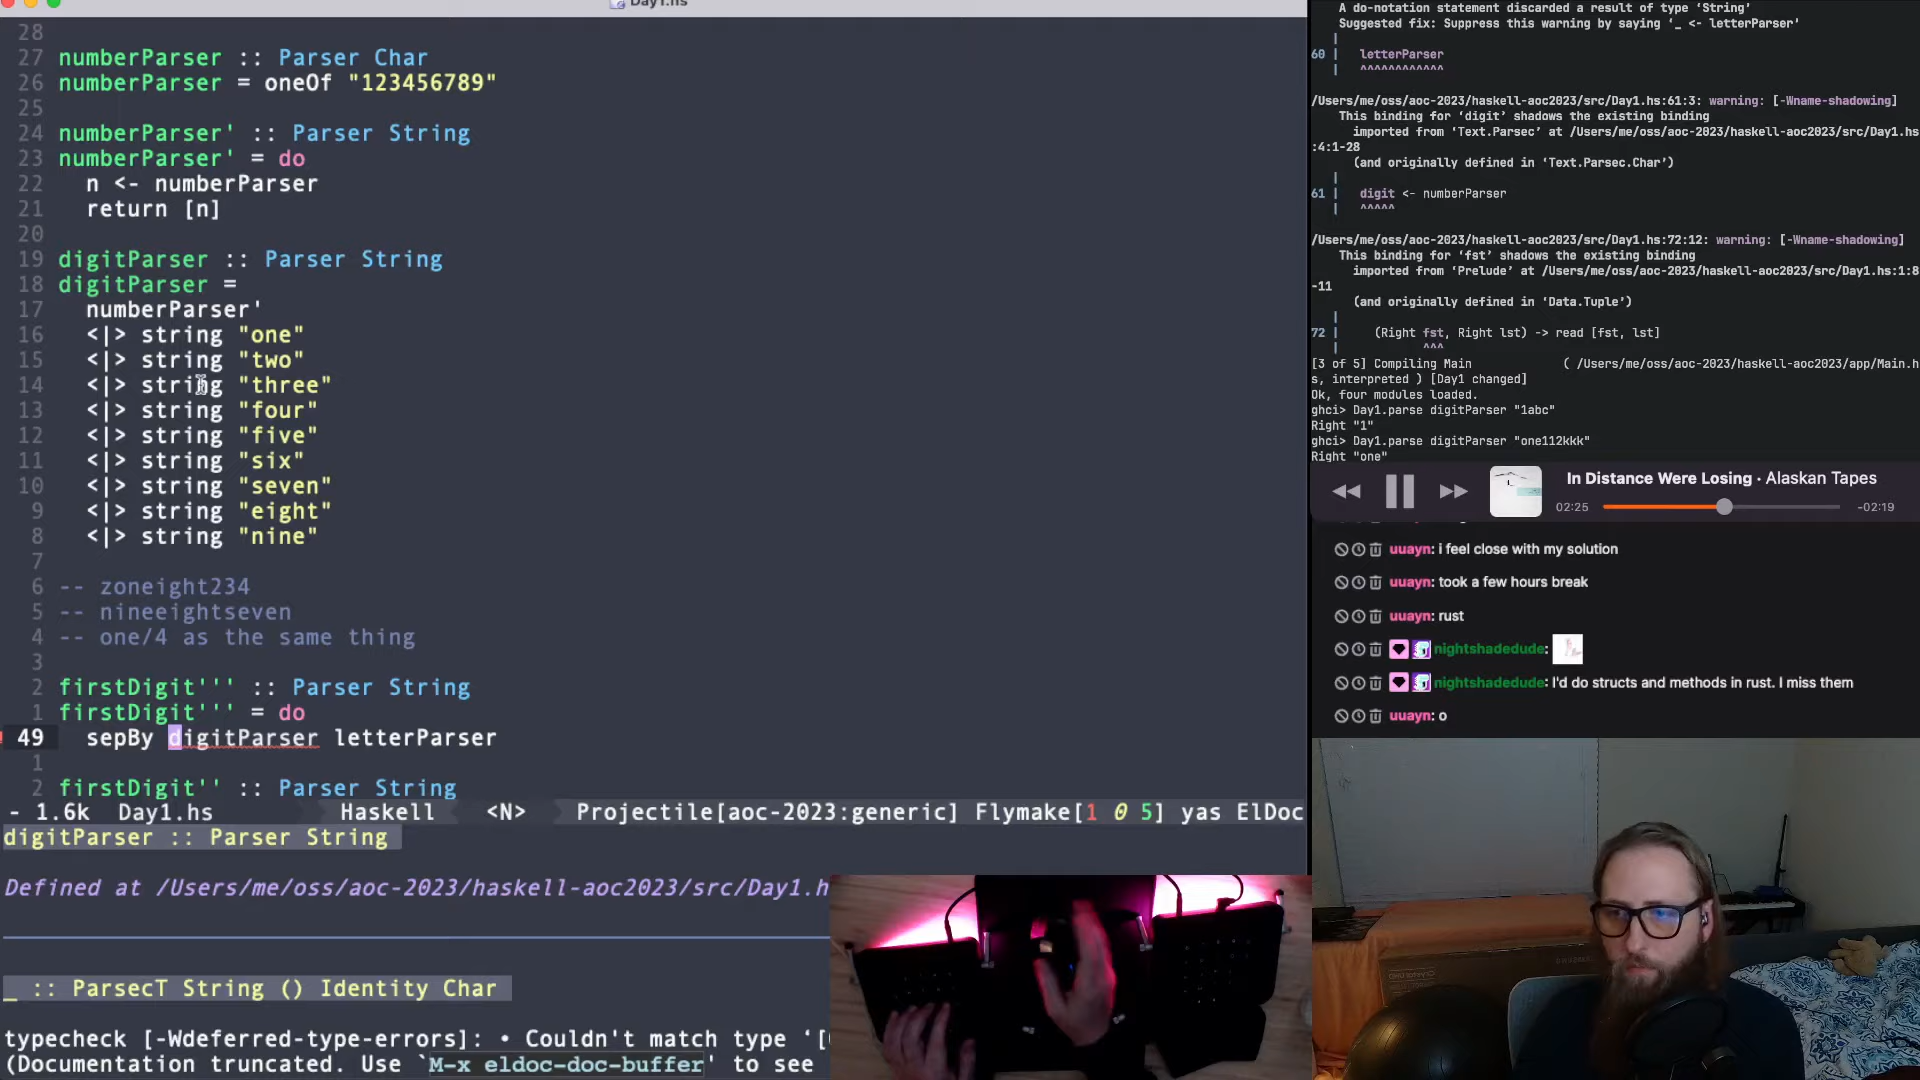 Day1.hs
28
27 numberParser :: Parser Char
26 numberParser = oneOf "123456789"
25
24 numberParser' :: Parser String
23 numberParser' = do
22 n <- numberParser
21 return [n]
20
19 digitParser :: Parser String
18 digitParser =
17 numberParser'
16 <|> string "one"
15 <|> string "two"
14 <|> string "three"
13 <|> string "four"
12 <|> string "five"
11 <|> string "six"
10 <|> string "seven"
9 <|> string "eight"
8 <|> string "nine"
7
6 -- zoneight234
5 -- nineeightseven
4 -- one/4 as the same thing
3
2 firstDigit''' :: Parser String
1 firstDigit''' = do
49 sepBy digitParser letterParser
1
2 firstDigit'' :: Parser String
- 1.6k Day1.hs Haskell <N> Projectile[aoc-2023:generic] Flymake[1 0 5] yas ElDoc
digitParser :: Parser String
Defined at /Users/me/oss/aoc-2023/haskell-aoc2023/src/Day1.h
_ :: ParsecT String () Identity Char
typecheck [-Wdeferred-type-errors]: • Couldn't match type ‘[
(Documentation truncated. Use `M-x eldoc-doc-buffer' to see
A do-notation statement discarded a result of type ‘String’
Suggested fix: Suppress this warning by saying ‘_ <- letterParser’
|
60 | letterParser
| ^^^^^^^^^^^^
/Users/me/oss/aoc-2023/haskell-aoc2023/src/Day1.hs:61:3: warning: [-Wname-shadowing]
This binding for ‘digit’ shadows the existing binding
imported from ‘Text.Parsec’ at /Users/me/oss/aoc-2023/haskell-aoc2023/src/Day1.hs
:4:1-28
(and originally defined in ‘Text.Parsec.Char’)
|
61 | digit <- numberParser
| ^^^^^
/Users/me/oss/aoc-2023/haskell-aoc2023/src/Day1.hs:72:12: warning: [-Wname-shadowing]
This binding for ‘fst’ shadows the existing binding
imported from ‘Prelude’ at /Users/me/oss/aoc-2023/haskell-aoc2023/src/Day1.hs:1:8
-11
(and originally defined in ‘Data.Tuple’)
|
72 | (Right fst, Right lst) -> read [fst, lst]
| ^^^
[3 of 5] Compiling Main ( /Users/me/oss/aoc-2023/haskell-aoc2023/app/Main.h
s, interpreted ) [Day1 changed]
Ok, four modules loaded.
ghci> Day1.parse digitParser "1abc"
Right "1"
ghci> Day1.parse digitParser "one112kkk"
Right "one"
In Distance Were Losing · Alaskan Tapes
02:25 -02:19
uuayn: i feel close with my solution
uuayn: took a few hours break
uuayn: rust
nightshadedude:
nightshadedude: I'd do structs and methods in rust. I miss them
uuayn: o